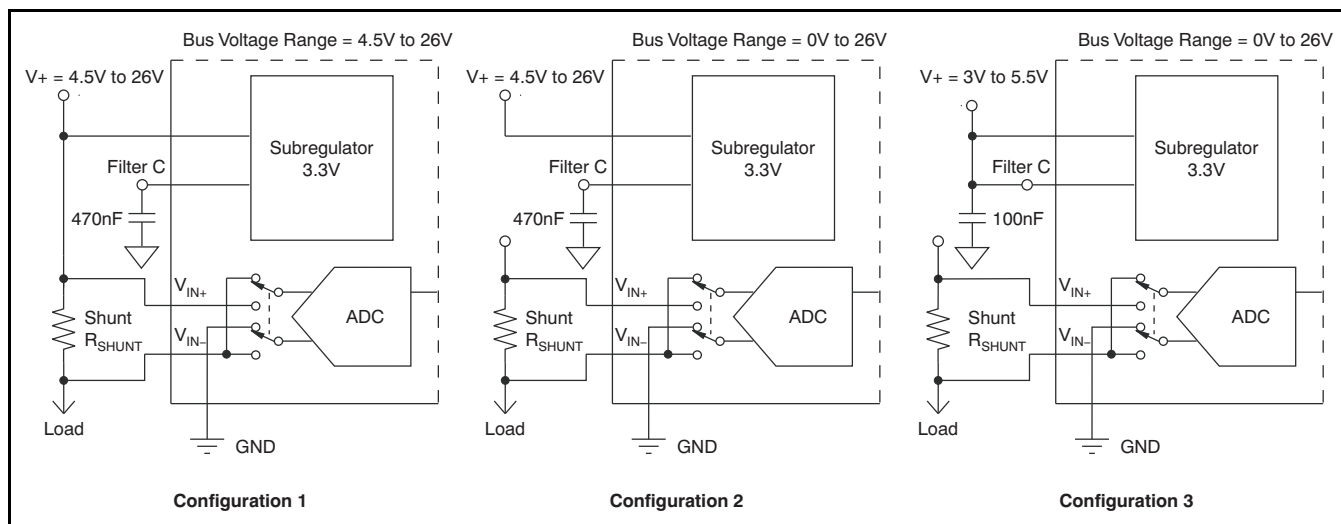 Bus Voltage Range = 4.5V to 26V
V+ = 4.5V to 26V
Subregulator
3.3V
Filter C
470nF
VIN+
Shunt
RSHUNT
VIN–
ADC
Load
GND
Configuration 1
Bus Voltage Range = 0V to 26V
V+ = 4.5V to 26V
Subregulator
3.3V
Filter C
470nF
VIN+
Shunt
RSHUNT
VIN–
ADC
Load
GND
Configuration 2
Bus Voltage Range = 0V to 26V
V+ = 3V to 5.5V
Subregulator
3.3V
Filter C
100nF
VIN+
Shunt
RSHUNT
VIN–
ADC
Load
GND
Configuration 3